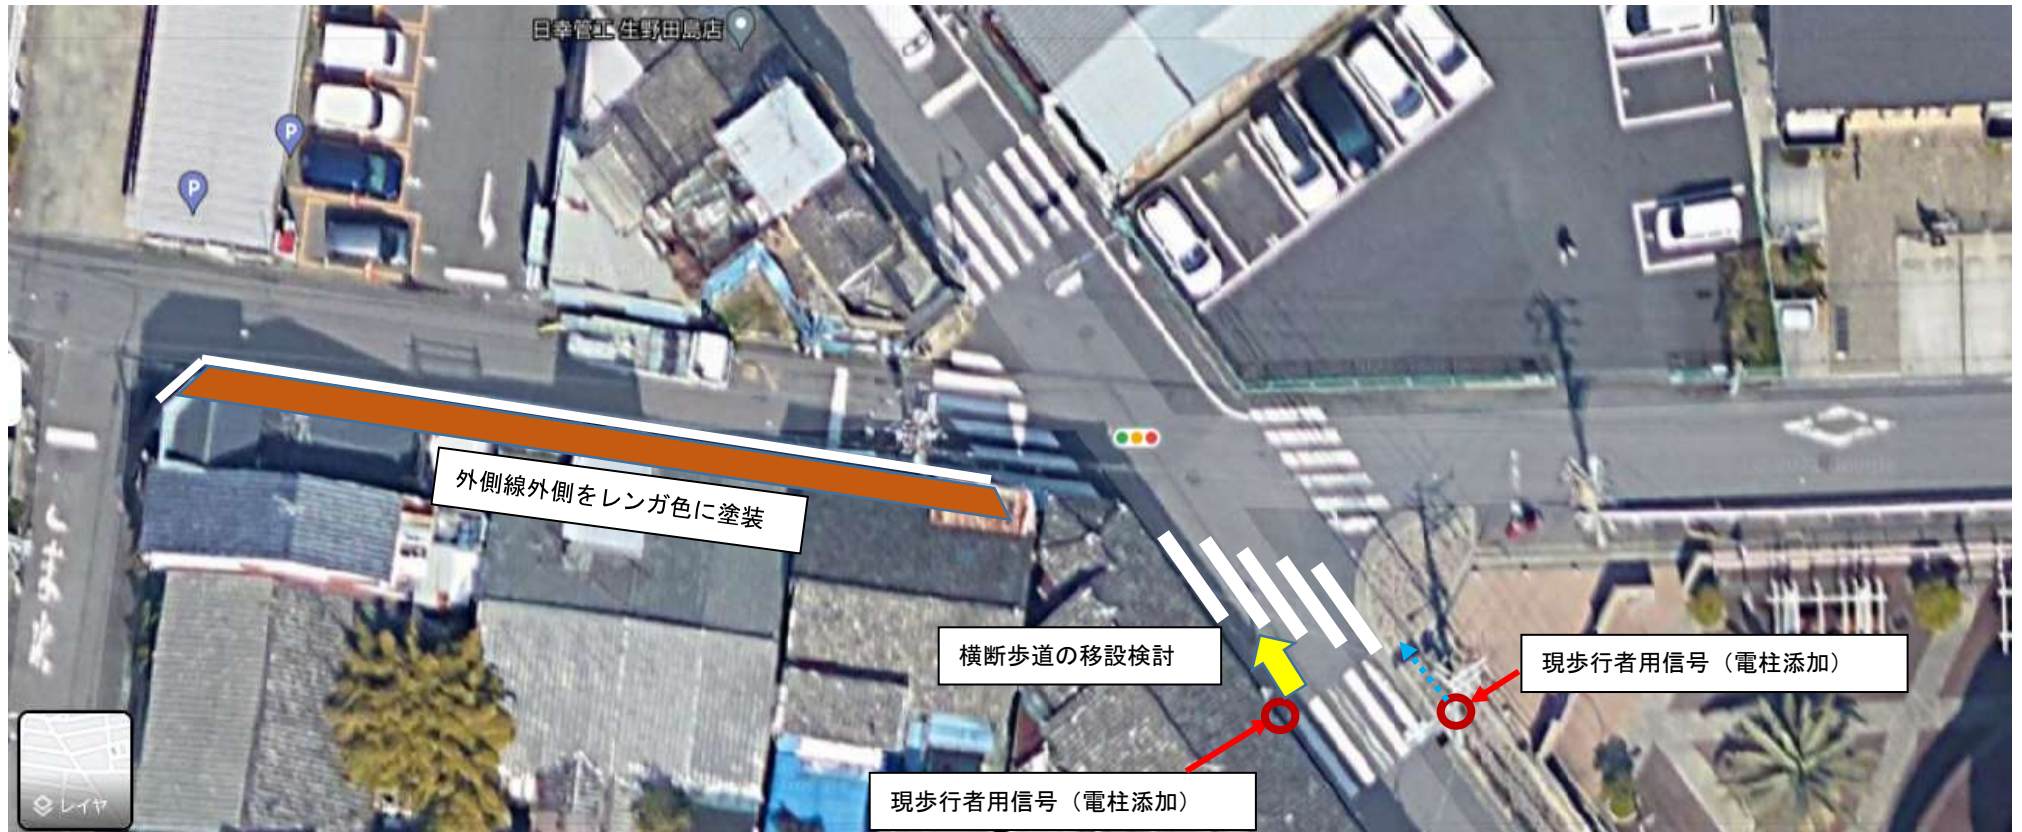 日幸管工 生野田島店
P
P
外側線外側をレンガ色に塗装
横断歩道の移設検討
現歩行者用信号（電柱添加）
現歩行者用信号（電柱添加）
レイヤ